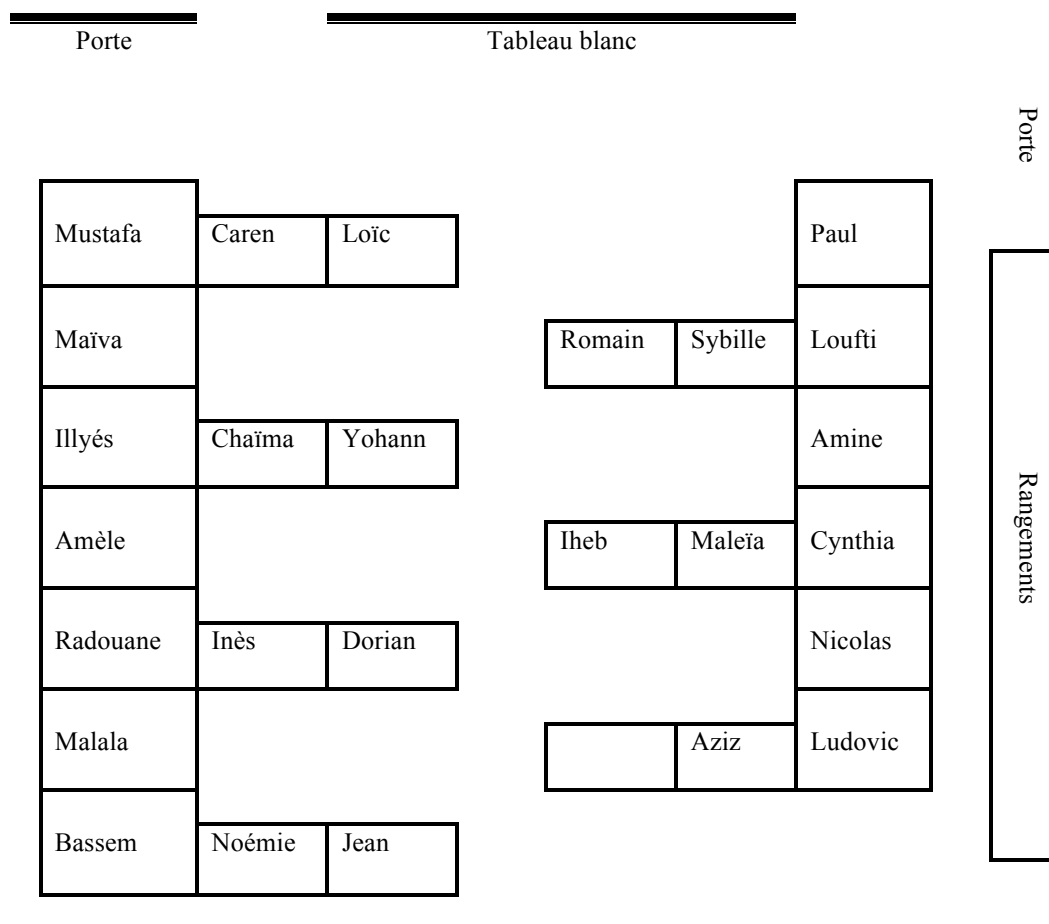 Porte Tableau blanc
Porte
Mustafa Caren Loïc Paul
Maïva Romain Sybille Loufti
Illyés Chaïma Yohann Amine
Rangements
Amèle Iheb Maleïa Cynthia
Radouane Inès Dorian Nicolas
Malala Aziz Ludovic
Bassem Noémie Jean